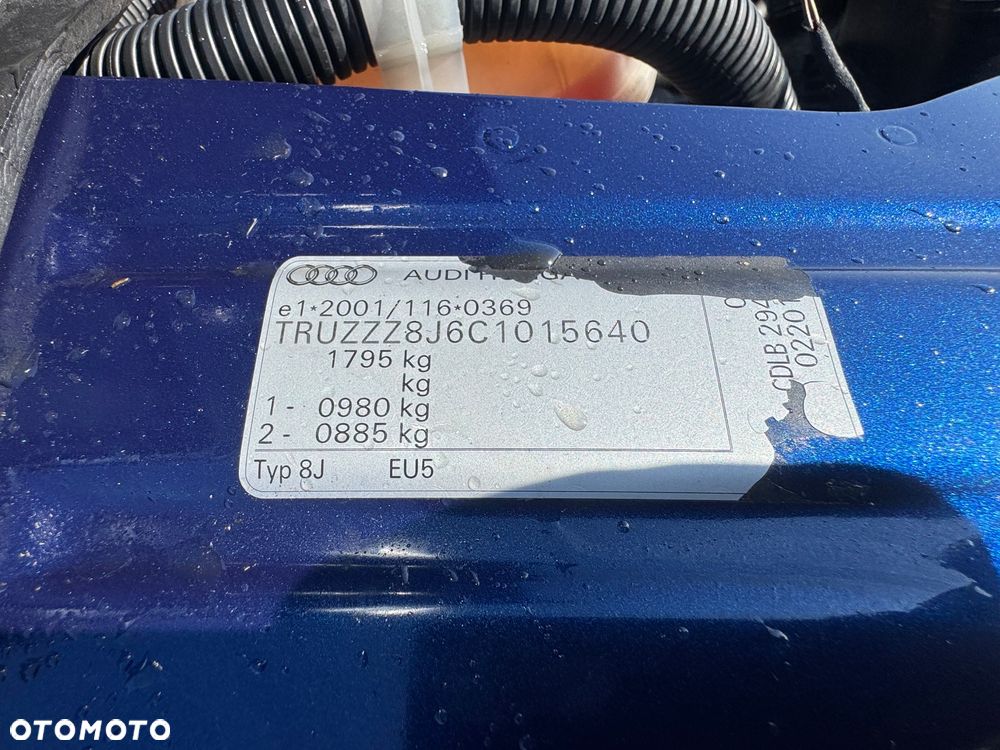 AUDI
e1*2001/116*0369
TRUZZZ8J6C1015640
1795 kg
kg
1 - 0980 kg
2 - 0885 kg
Typ 8J EU5
CDLB 294
0220
OTOMOTO